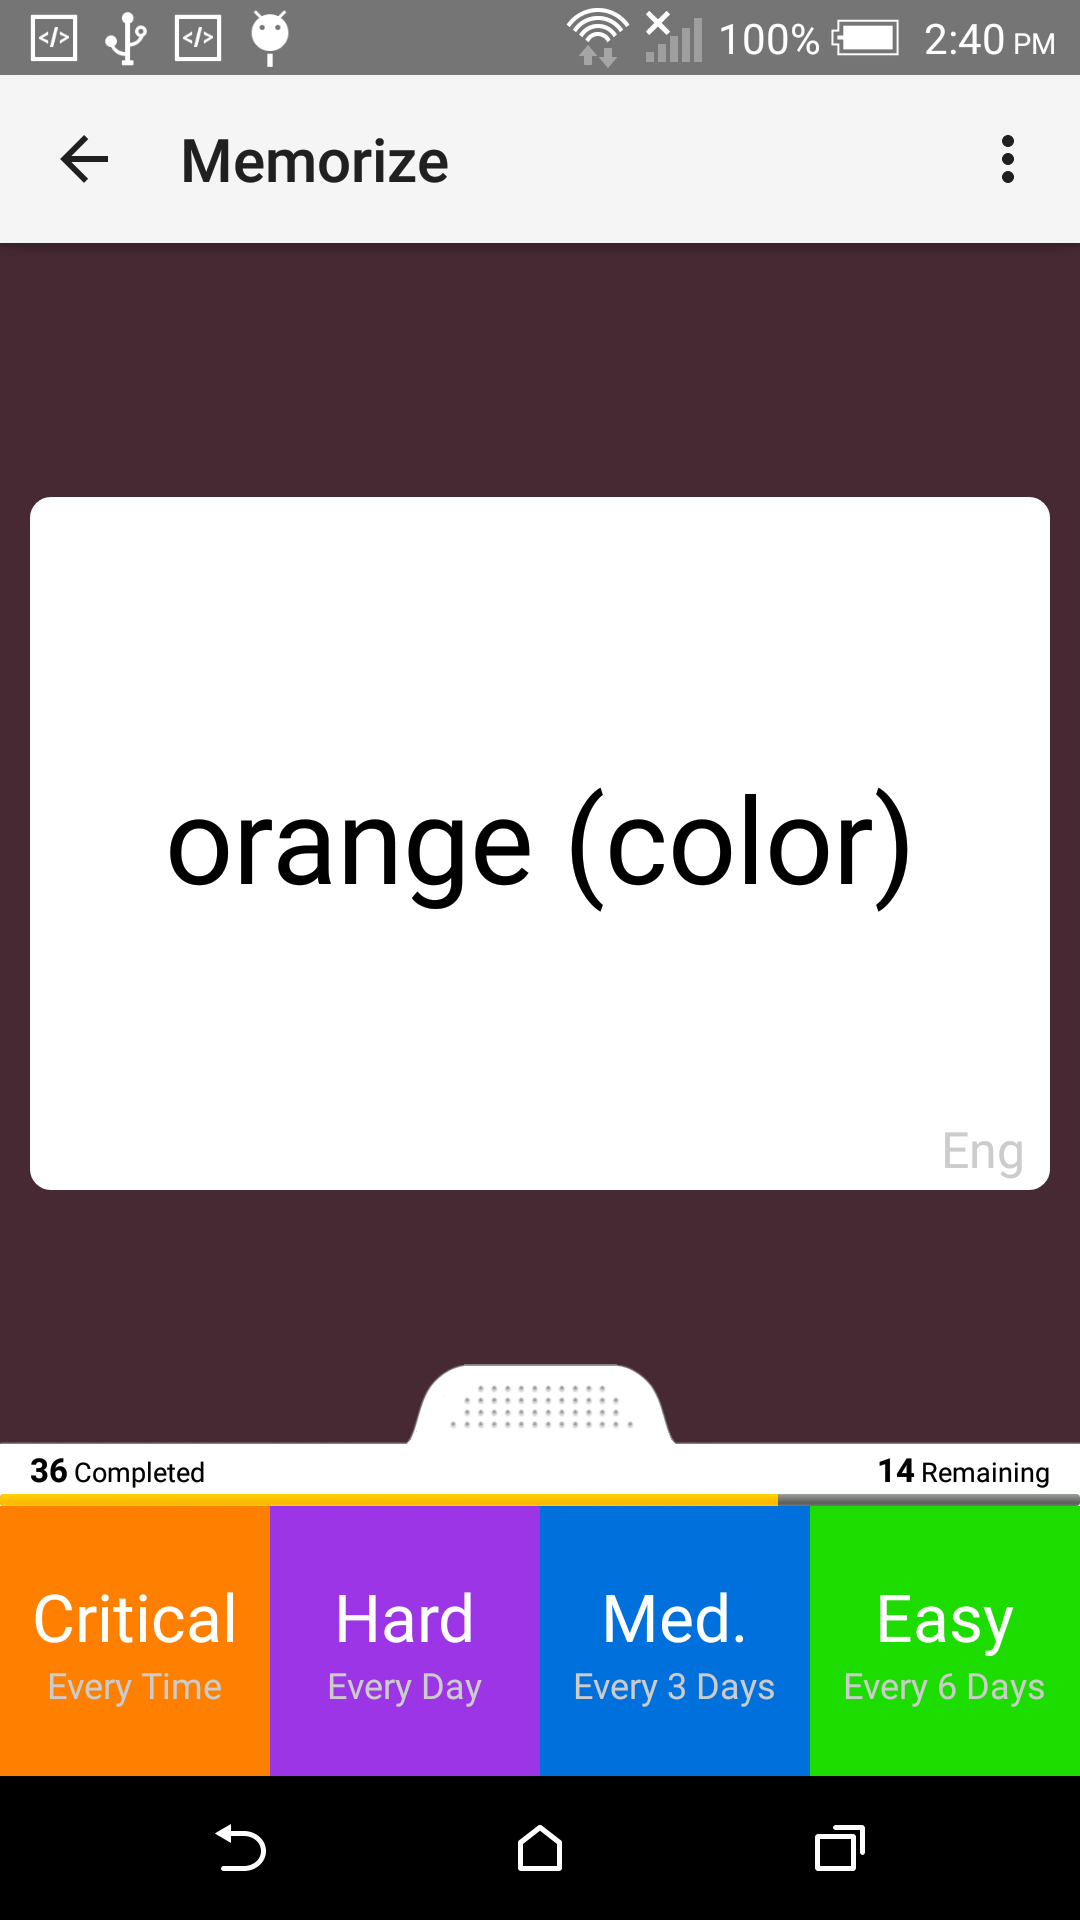 100% 2:40 PM
Memorize
orange (color)
Eng
36 Completed 14 Remaining
Critical Hard Med. Easy
Every Time Every Day Every 3 Days Every 6 Days